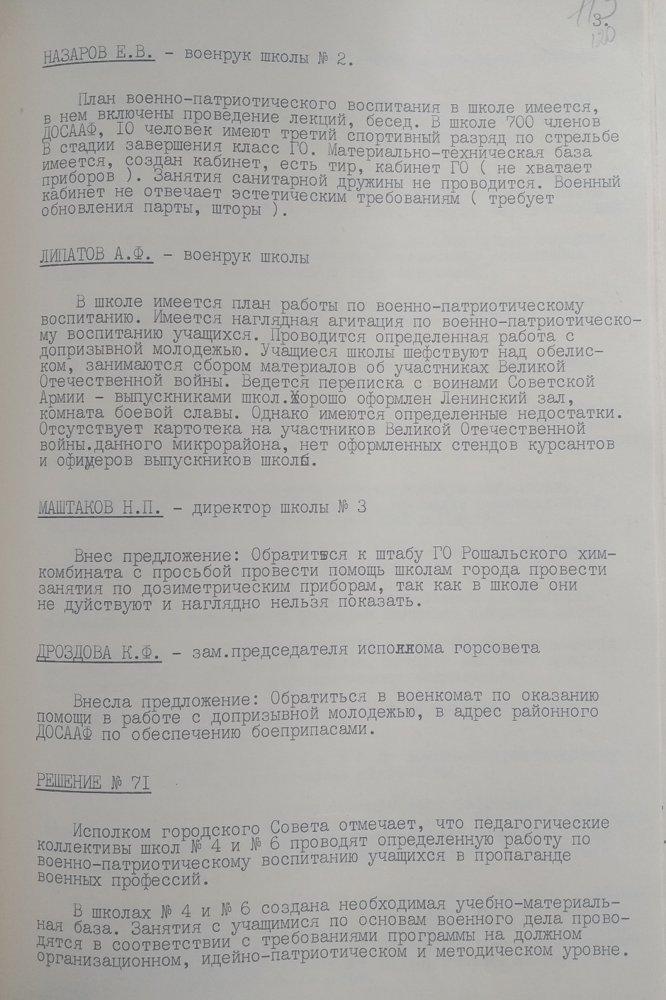 113
3.
120
НАЗАРОВ Е.В. - военрук школы № 2.
План военно-патриотического воспитания в школе имеется,
в нем включены проведение лекций, бесед. В школе 700 членов
ДОСААФ, IO человек имеют третий спортивный разряд по стрельбе
В стадии завершения класс ГО. Материально-техническая база
имеется, создан кабинет, есть тир, кабинет ГО ( не хватает
приборов ). Занятия санитарной дружины не проводится. Военный
кабинет не отвечает эстетическим требованиям ( требует
обновления парты, шторы ).
ЛИПАТОВ А.Ф. - военрук школы
В школе имеется план работы по военно-патриотическому
воспитанию. Имеется наглядная агитация по военно-патриотическо-
му воспитанию учащихся. Проводится определенная работа с
допризывной молодежью. Учащиеся школы шефствуют над обелис-
ком, занимаются сбором материалов об участниках Великой
Отечественной войны. Ведется переписка с воинами Советской
Армии - выпускниками школ.Хорошо оформлен Ленинский зал,
комната боевой славы. Однако имеются определенные недостатки.
Отсутствует картотека на участников Великой Отечественной
войны.данного микрорайона, нет оформленных стендов курсантов
и офицеров выпускников школы.
МАШТАКОВ Н.П. - директор школы № 3
Внес предложение: Обратиться к штабу ГО Рошальского хим-
комбината с просьбой провести помощь школам города провести
занятия по дозиметрическим приборам, так как в школе они
не дуйствуют и наглядно нельзя показать.
ДРОЗДОВА К.Ф. - зам.председателя исполкома горсовета
Внесла предложение: Обратиться в военкомат по оказанию
помощи в работе с допризывной молодежью, в адрес районного
ДОСААФ по обеспечению боеприпасами.
РЕШЕНИЕ № 7I
Исполком городского Совета отмечает, что педагогические
коллективы школ № 4 и № 6 проводят определенную работу по
военно-патриотическому воспитанию учащихся в пропаганде
военных профессий.
В школах № 4 и № 6 создана необходимая учебно-материаль-
ная база. Занятия с учащимися по основам военного дела прово-
дятся в соответствии с требованиями программы на должном
организационном, идейно-патриотическом и методическом уровне.